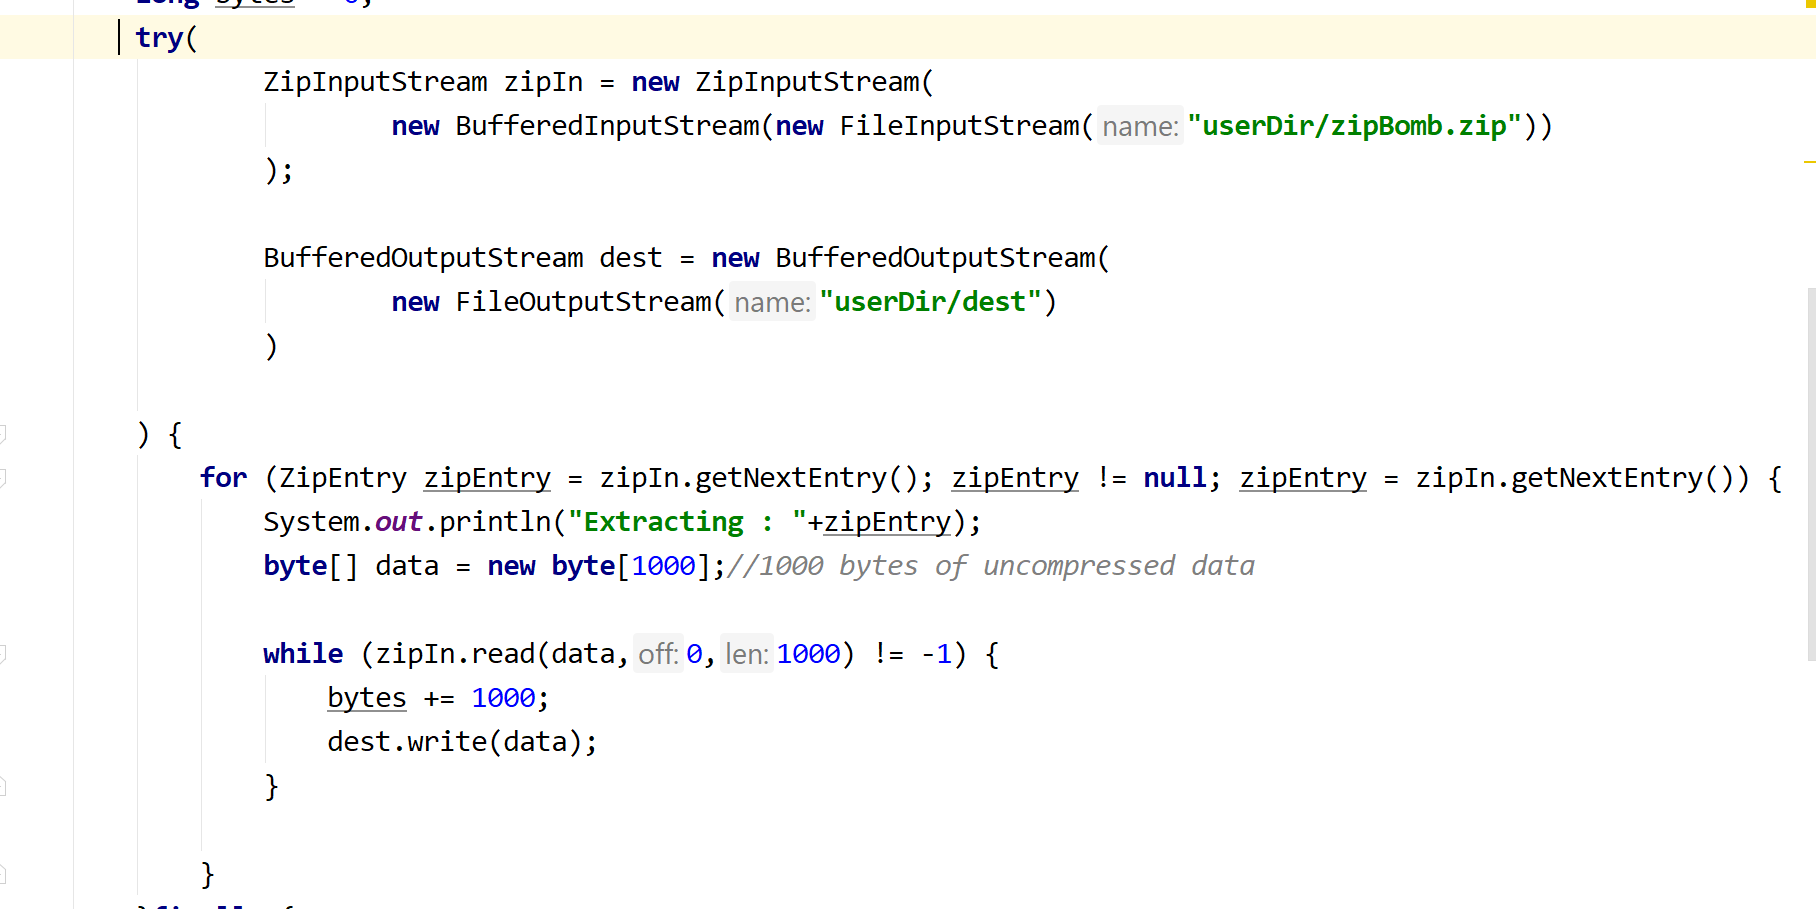 long bytes = 0;
try(
ZipInputStream zipIn = new ZipInputStream(
new BufferedInputStream(new FileInputStream( name: "userDir/zipBomb.zip"))
);
BufferedOutputStream dest = new BufferedOutputStream(
new FileOutputStream( name: "userDir/dest")
)
) {
for (ZipEntry zipEntry = zipIn.getNextEntry(); zipEntry != null; zipEntry = zipIn.getNextEntry()) {
System.out.println("Extracting : "+zipEntry);
byte[] data = new byte[1000];//1000 bytes of uncompressed data
while (zipIn.read(data, off: 0, len: 1000) != -1) {
bytes += 1000;
dest.write(data);
}
}
}finally {